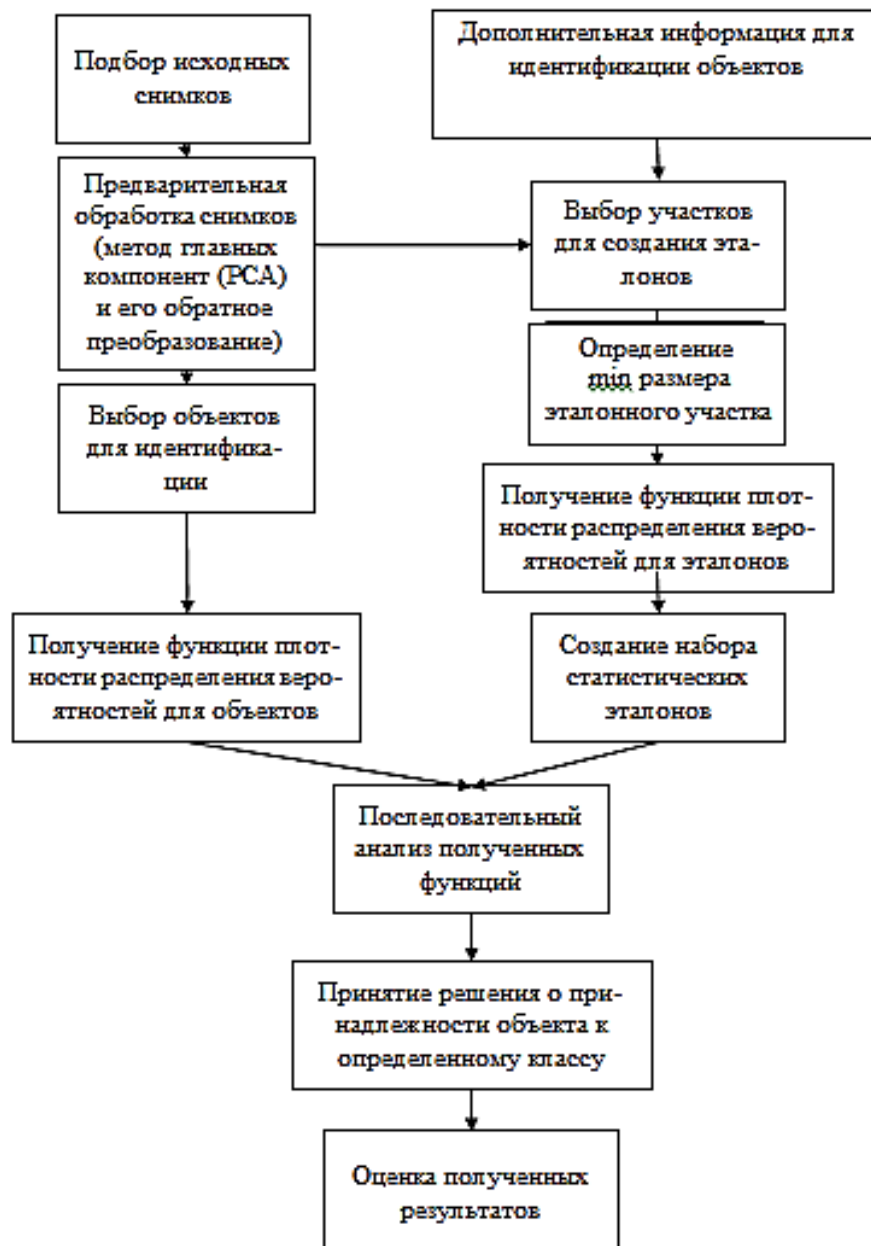 Подбор исходных
снимков
Дополнительная информация для
идентификации объектов
Предварительная
обработка снимков
(метод главных
компонент (PCA)
и его обратное
преобразование)
Выбор участков
для создания эта-
лонов
Определение
min размера
эталонного участка
Выбор объектов
для идентифика-
ции
Получение функции плот-
ности распределения веро-
ятностей для эталонов
Получение функции плот-
ности распределения веро-
ятностей для объектов
Создание набора
статистических
эталонов
Последовательный
анализ полученных
функций
Принятие решения о при-
надлежности объекта к
определенному классу
Оценка полученных
результатов